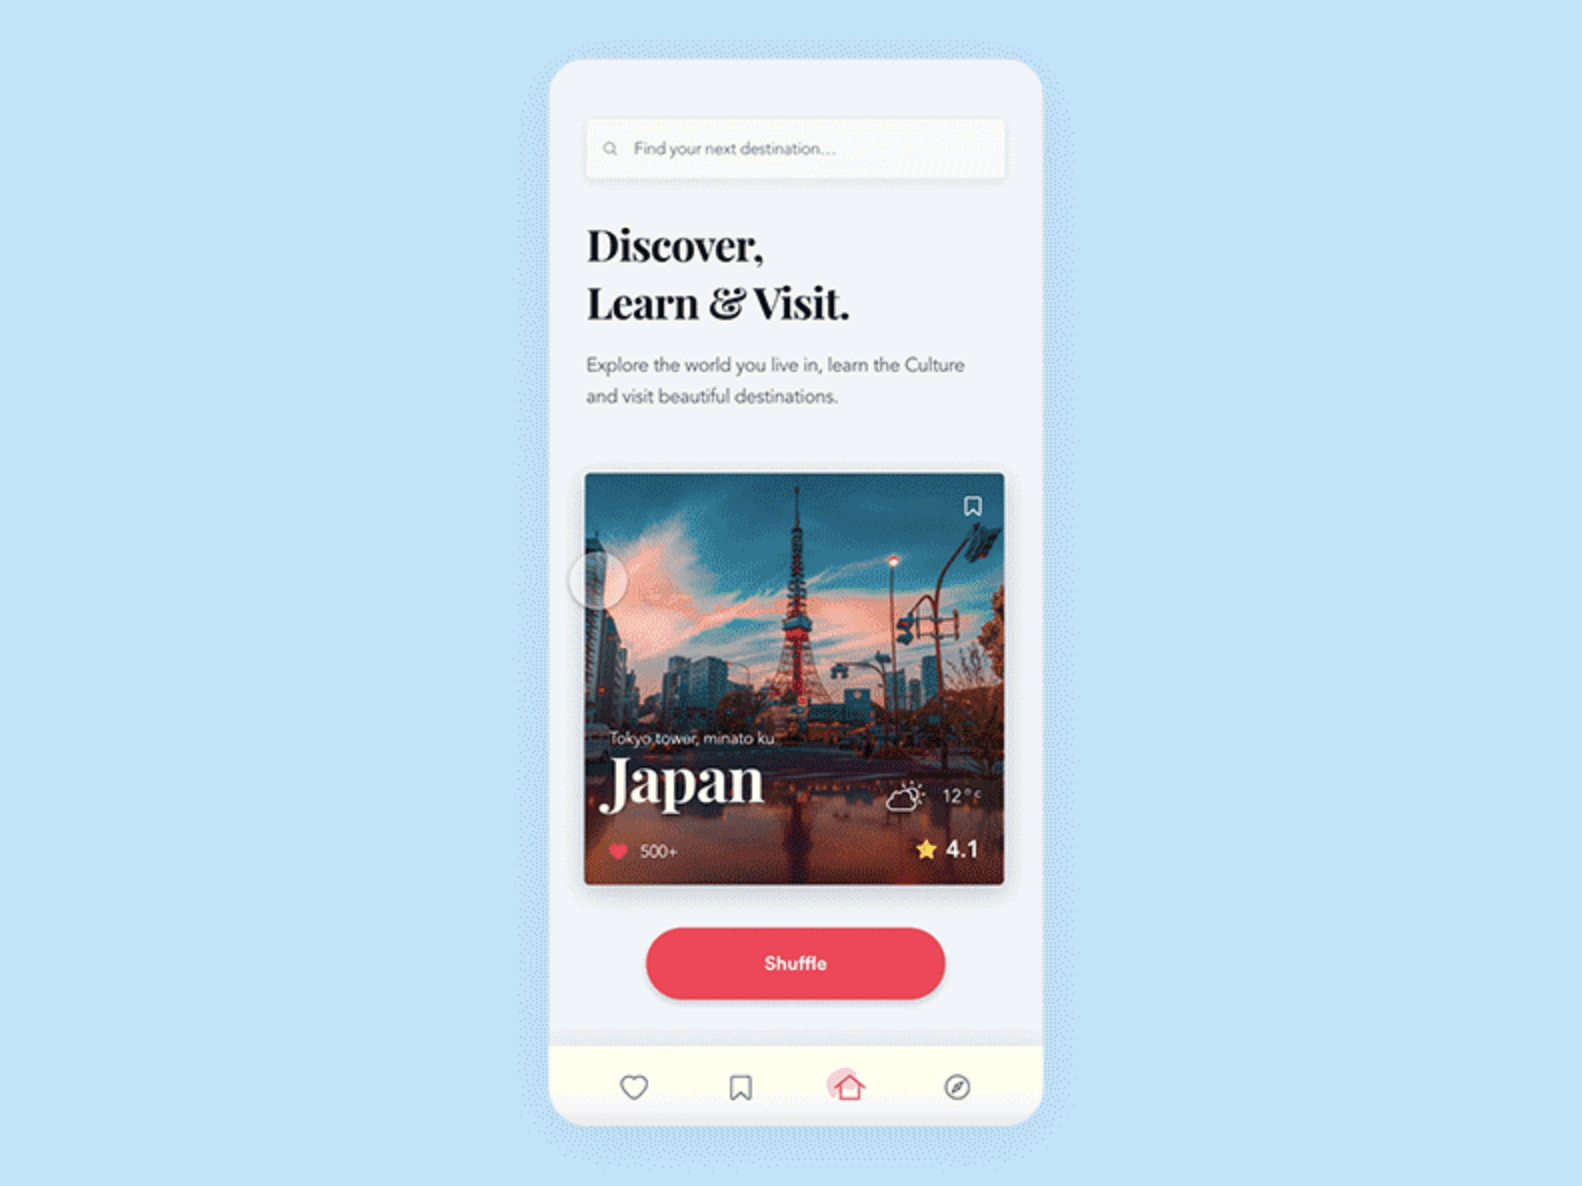 Find your next destination...
Discover,
Learn & Visit.
Explore the world you live in, learn the Culture
and visit beautiful destinations.
Tokyo tower, minato ku
Japan
12°c
500+
4.1
Shuffle